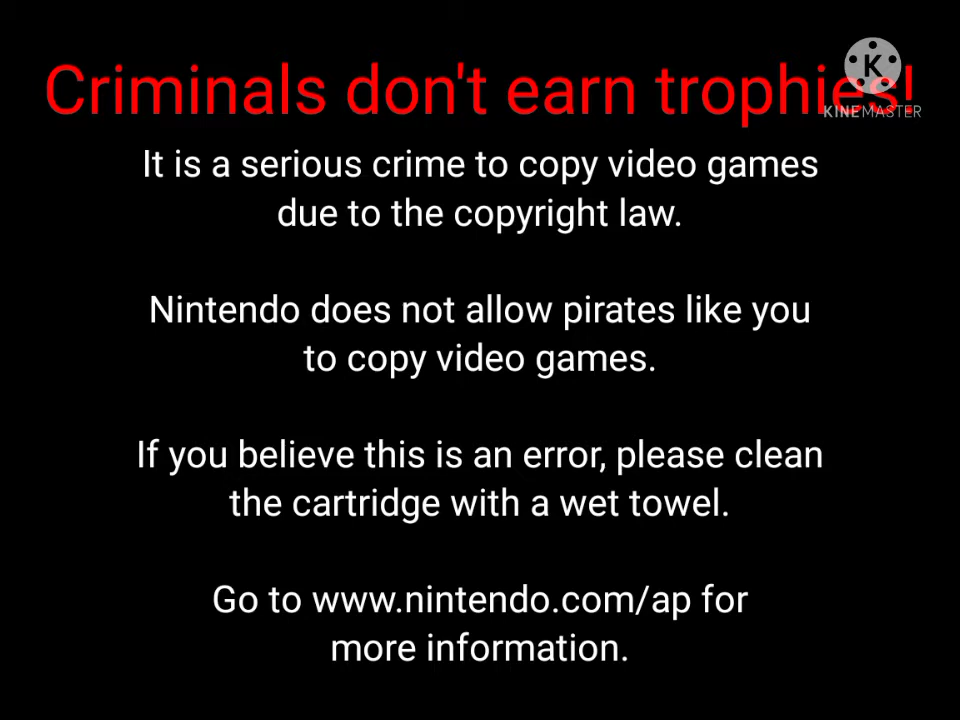 Criminals don't earn trophies!
KINEMASTER
It is a serious crime to copy video games
due to the copyright law.
Nintendo does not allow pirates like you
to copy video games.
If you believe this is an error, please clean
the cartridge with a wet towel.
Go to www.nintendo.com/ap for
more information.